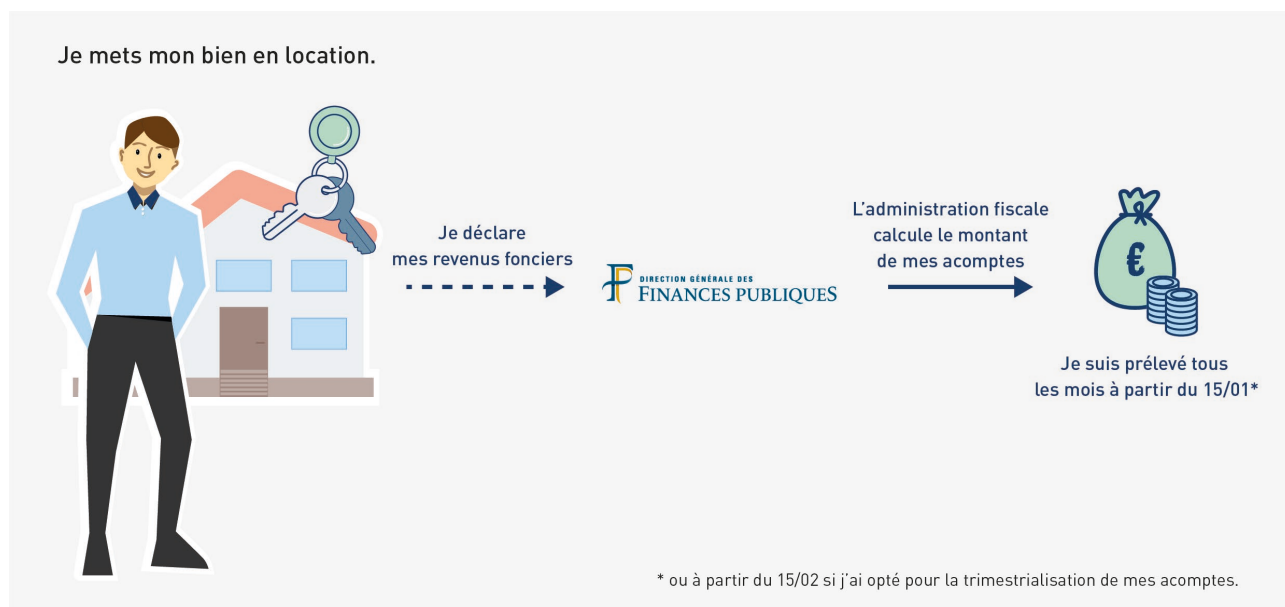 Je mets mon bien en location.
Je déclare
mes revenus fonciers
DIRECTION GÉNÉRALE DES
FINANCES PUBLIQUES
L'administration fiscale
calcule le montant
de mes acomptes
€
Je suis prélevé tous
les mois à partir du 15/01*
* ou à partir du 15/02 si j'ai opté pour la trimestrialisation de mes acomptes.